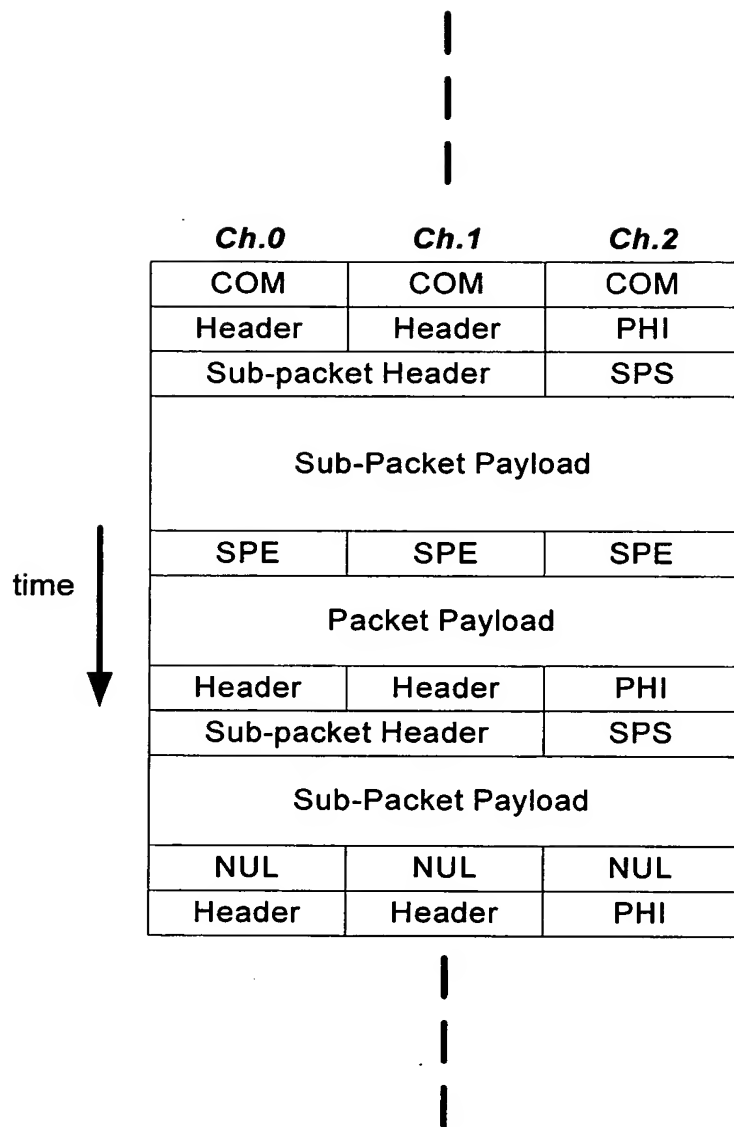 Ch.0 Ch.1 Ch.2
COM COM COM
Header Header PHI
Sub-packet Header SPS
Sub-Packet Payload
SPE SPE SPE
time
Packet Payload
Header Header PHI
Sub-packet Header SPS
Sub-Packet Payload
NUL NUL NUL
Header Header PHI